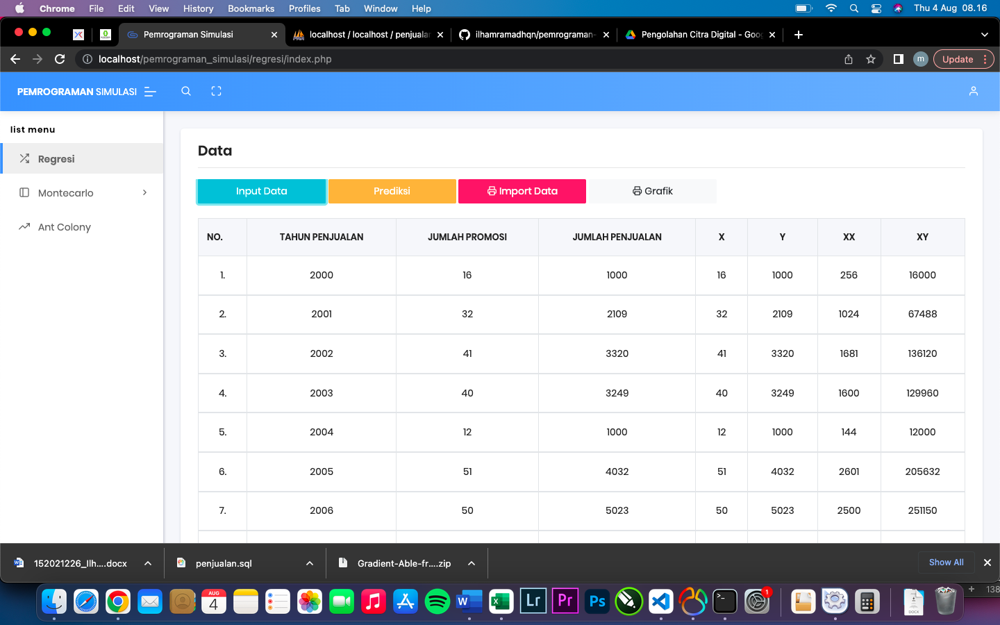 Chrome File Edit View History Bookmarks Profiles Tab Window Help Thu 4 Aug 08.16
Pemrograman Simulasi localhost / localhost / penjualan ilhamramadhqn/pemrograman- Pengolahan Citra Digital - Goo
localhost/pemrograman_simulasi/regresi/index.php m Update
PEMROGRAMAN SIMULASI
list menu
Regresi
Montecarlo
Ant Colony
Data
Input Data Prediksi Import Data Grafik
NO. TAHUN PENJUALAN JUMLAH PROMOSI JUMLAH PENJUALAN X Y XX XY
1. 2000 16 1000 16 1000 256 16000
2. 2001 32 2109 32 2109 1024 67488
3. 2002 41 3320 41 3320 1681 136120
4. 2003 40 3249 40 3249 1600 129960
5. 2004 12 1000 12 1000 144 12000
6. 2005 51 4032 51 4032 2601 205632
7. 2006 50 5023 50 5023 2500 251150
152021226_Ilh....docx penjualan.sql Gradient-Able-fr....zip Show All
AUG
4
W X Lr Pr Ps >_ 1 DOCX
138